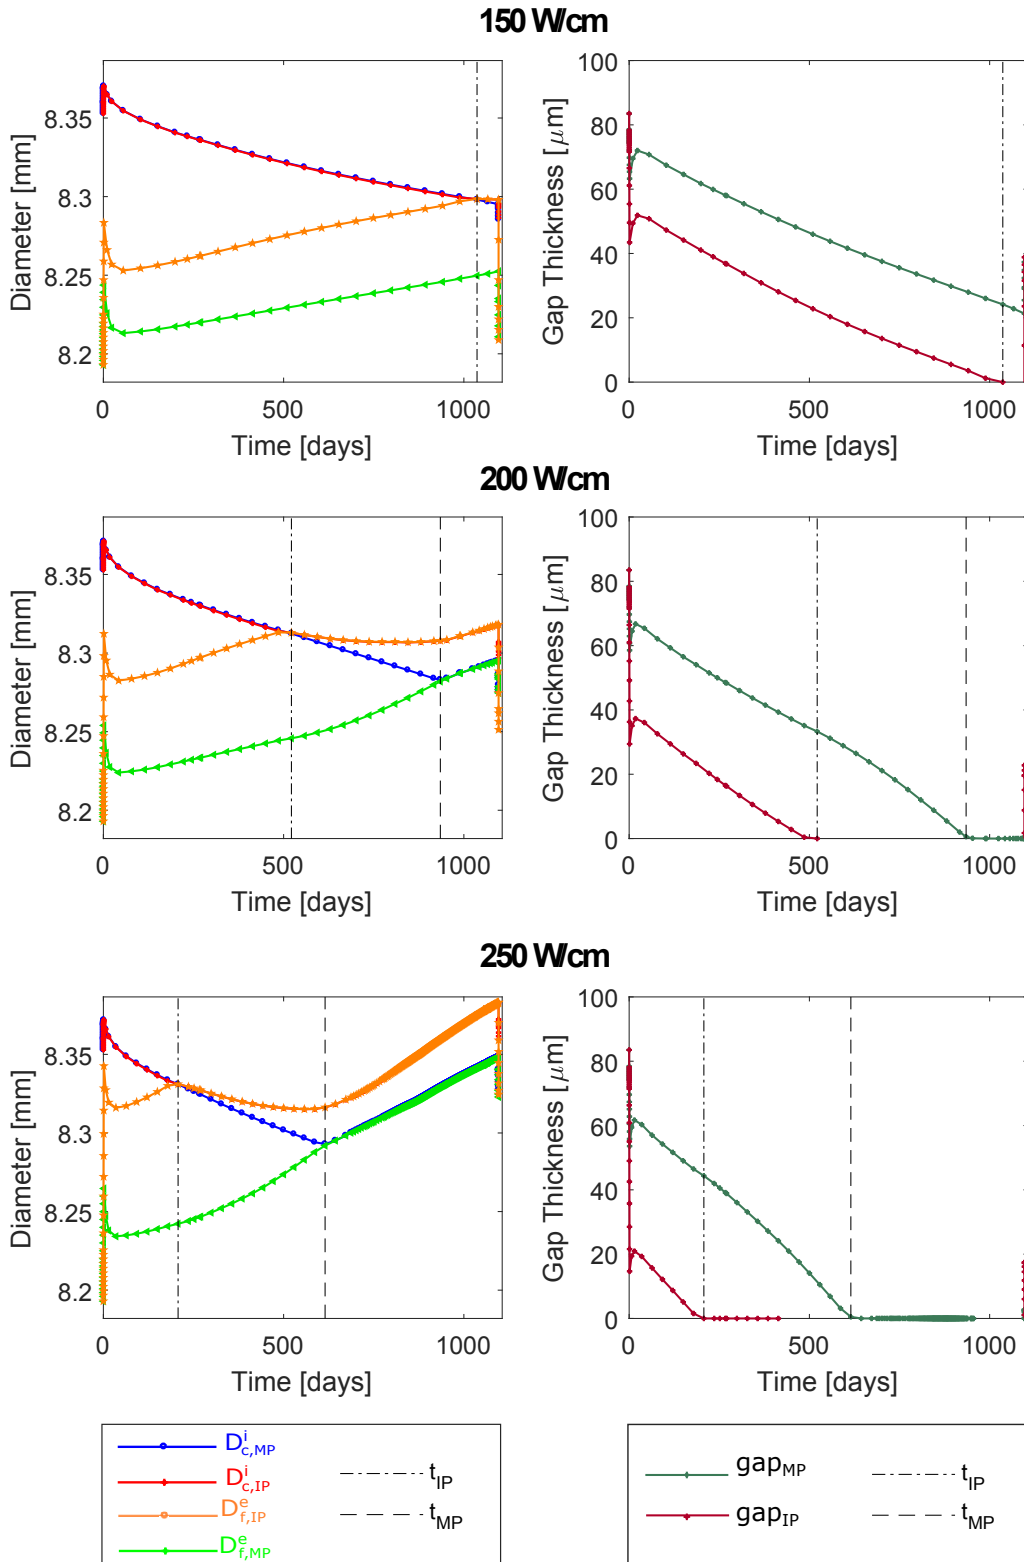 150 W/cm
Diameter [mm]
8.35
8.3
8.25
8.2
0
500
1000
Time [days]
Gap Thickness [μm]
100
80
60
40
20
0
0
500
1000
Time [days]
200 W/cm
Diameter [mm]
8.35
8.3
8.25
8.2
0
500
1000
Time [days]
Gap Thickness [μm]
100
80
60
40
20
0
0
500
1000
Time [days]
250 W/cm
Diameter [mm]
8.35
8.3
8.25
8.2
0
500
1000
Time [days]
Gap Thickness [μm]
100
80
60
40
20
0
0
500
1000
Time [days]
D^i_c,MP
D^i_c,IP
D^e_f,IP
D^e_f,MP
t_IP
t_MP
gap_MP
gap_IP
t_IP
t_MP